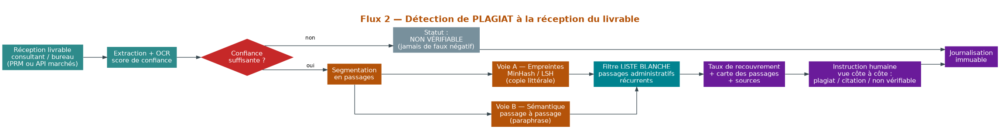 Flux 2 — Détection de PLAGIAT à la réception du livrable
Réception livrable
consultant / bureau
(PRM ou API marchés)
Extraction + OCR
score de confiance
Confiance
suffisante ?
non
oui
Statut :
NON VÉRIFIABLE
(jamais de faux négatif)
Segmentation
en passages
Voie A — Empreintes
MinHash / LSH
(copie littérale)
Voie B — Sémantique
passage à passage
(paraphrase)
Filtre LISTE BLANCHE
passages administratifs
récurrents
Taux de recouvrement
+ carte des passages
+ sources
Instruction humaine
vue côte à côte :
plagiat / citation / non vérifiable
Journalisation
immuable